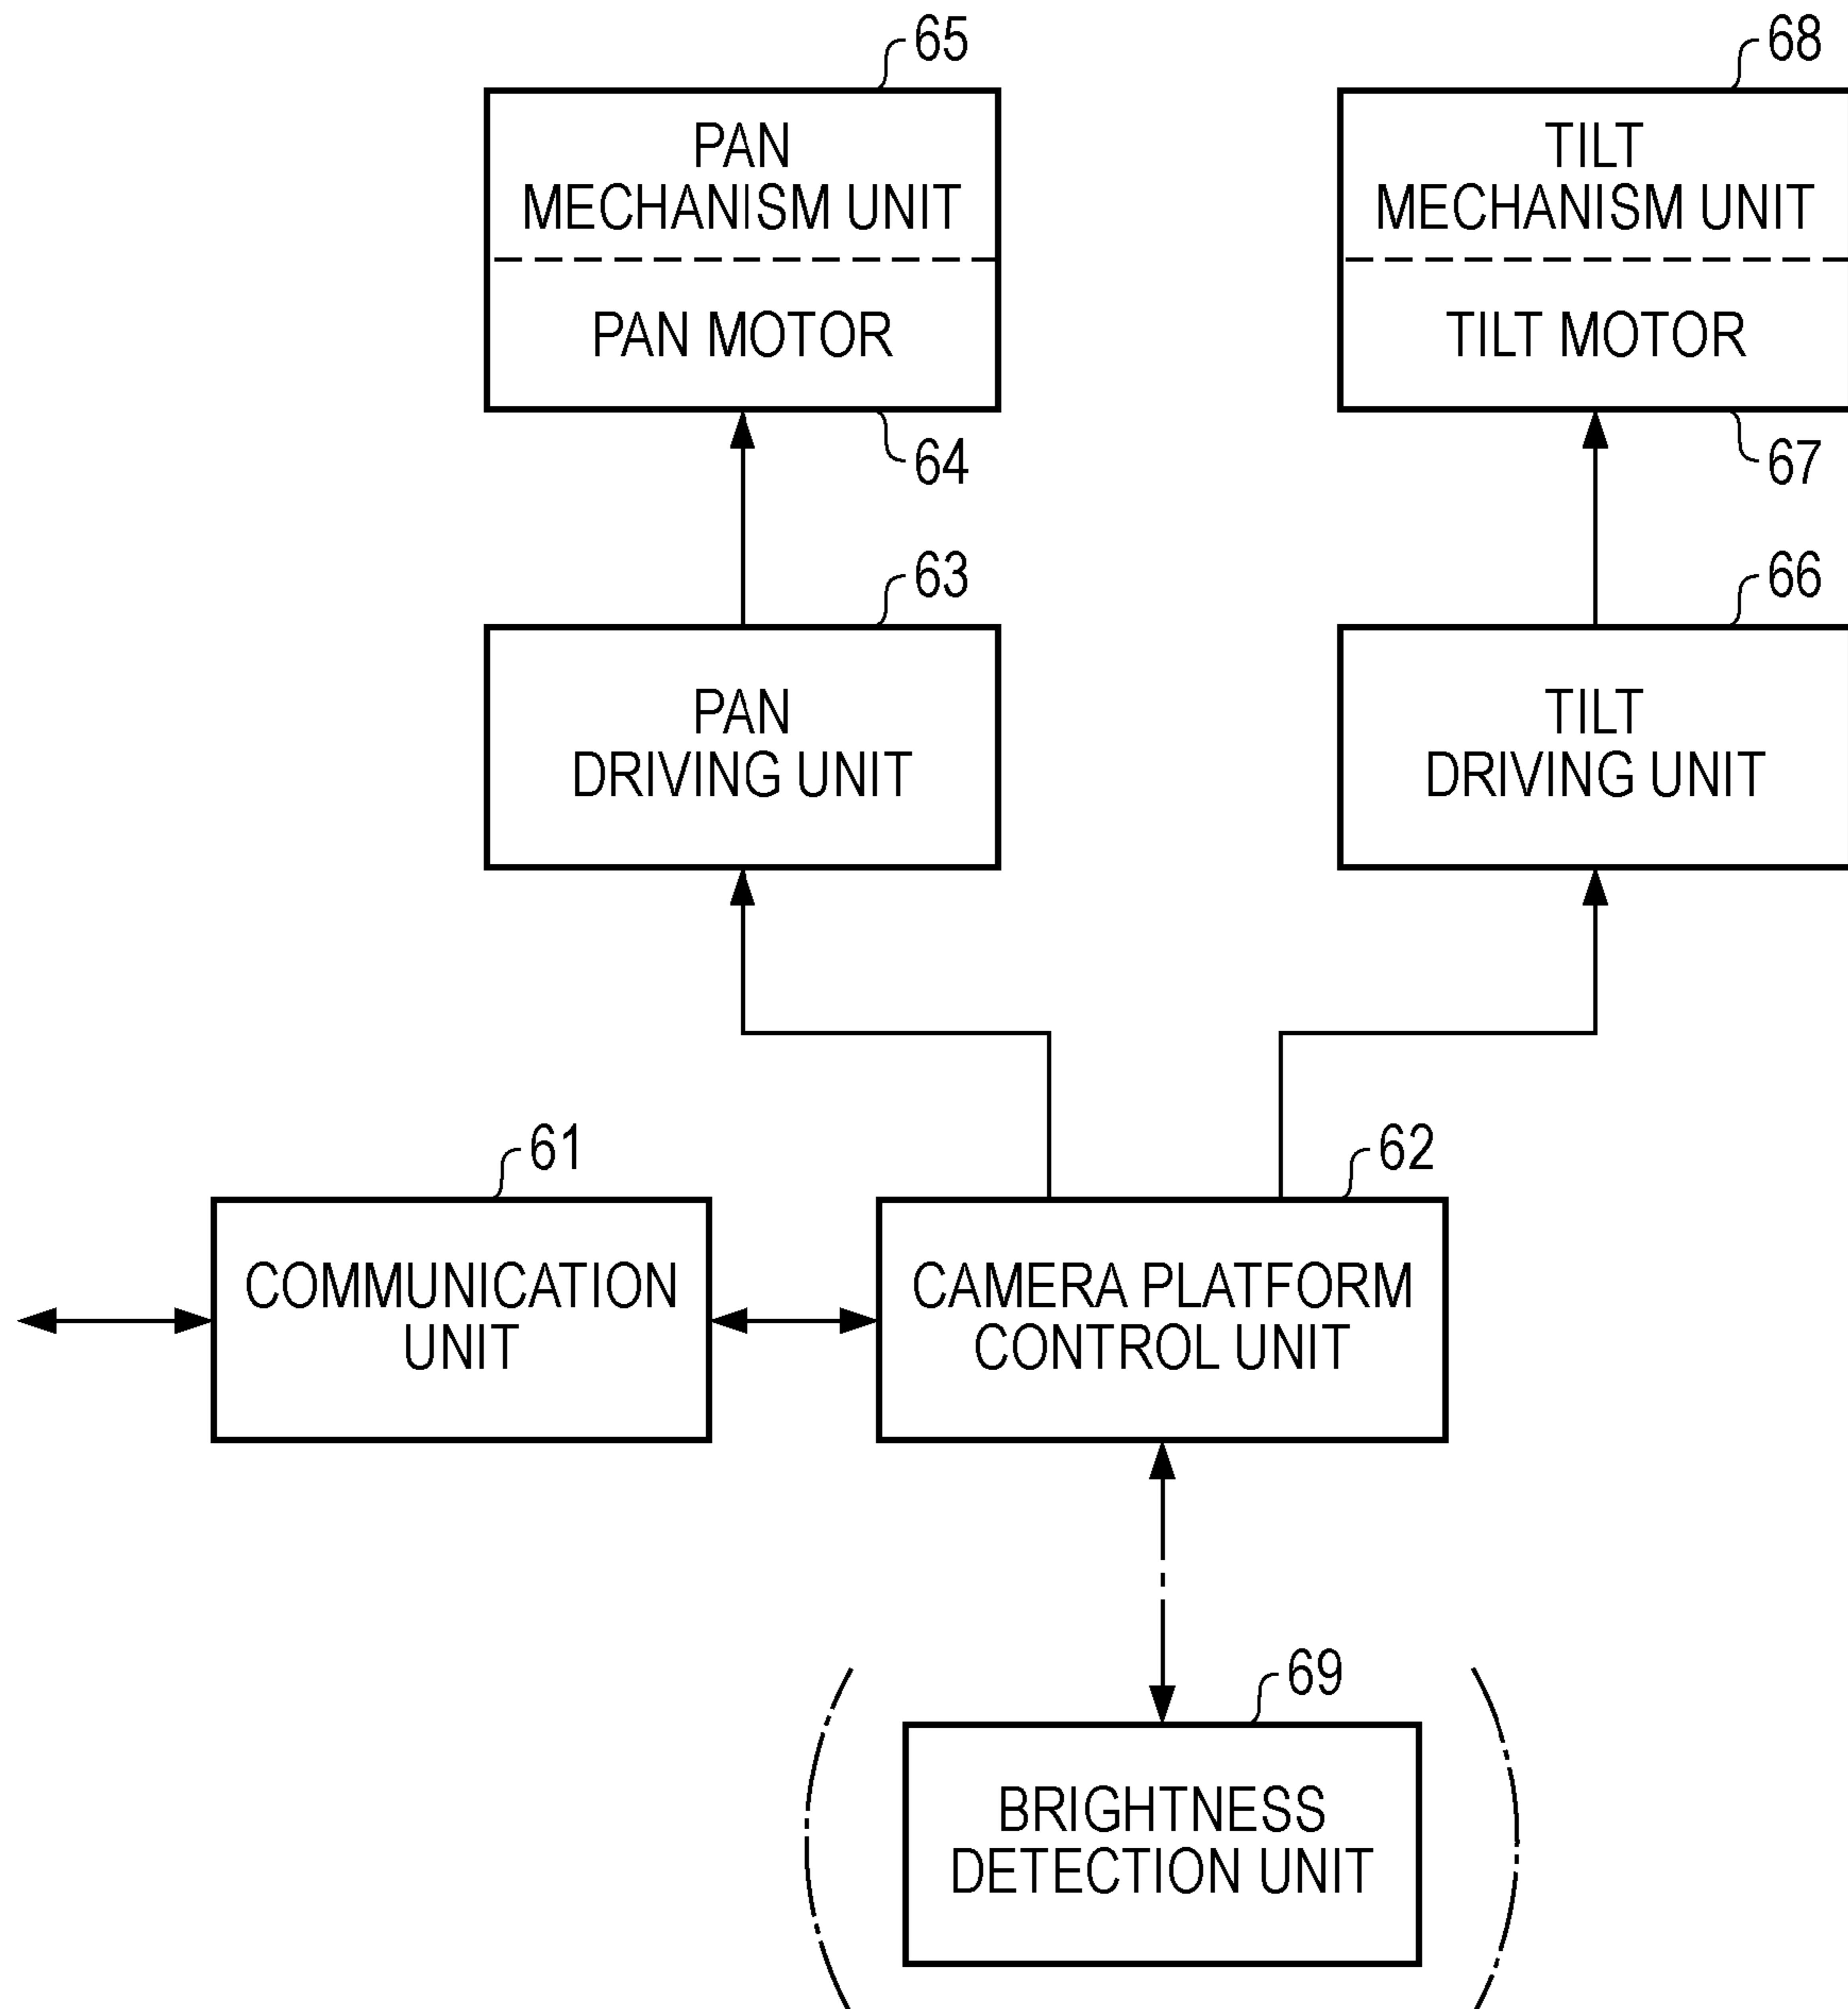 65
68
PAN
MECHANISM UNIT
PAN MOTOR
TILT
MECHANISM UNIT
TILT MOTOR
64
67
63
66
PAN
DRIVING UNIT
TILT
DRIVING UNIT
61
62
COMMUNICATION
UNIT
CAMERA PLATFORM
CONTROL UNIT
69
BRIGHTNESS
DETECTION UNIT